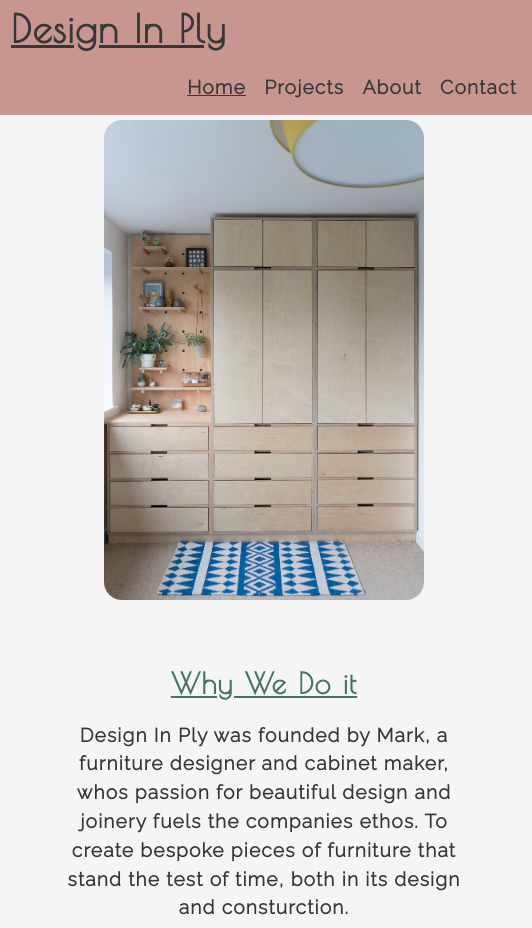 Design In Ply
Home Projects About Contact
Why We Do it
Design In Ply was founded by Mark, a
furniture designer and cabinet maker,
whos passion for beautiful design and
joinery fuels the companies ethos. To
create bespoke pieces of furniture that
stand the test of time, both in its design
and consturction.